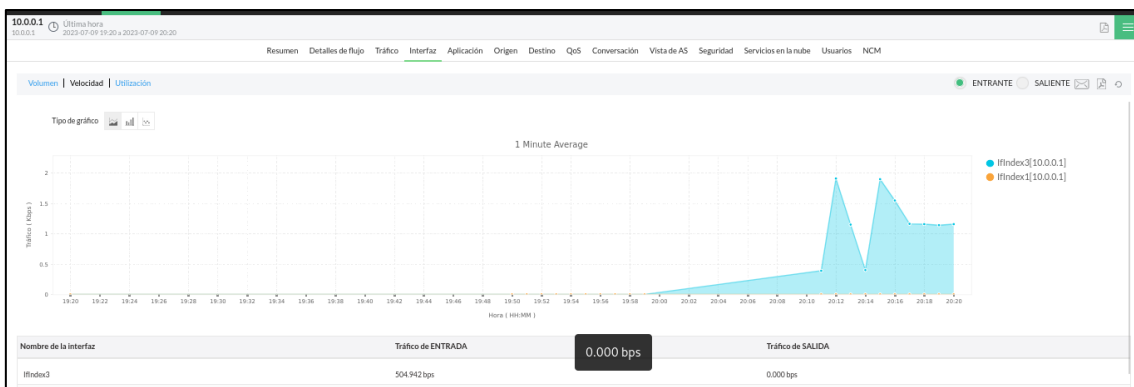 10.0.0.1
10.0.0.1
Última hora
2023-07-09 19:20 a 2023-07-09 20:20
Resumen Detalles de flujo Tráfico Interfaz Aplicación Origen Destino QoS Conversación Vista de AS Seguridad Servicios en la nube Usuarios NCM
Volumen | Velocidad | Utilización
ENTRANTE SALIENTE
Tipo de gráfico
1 Minute Average
IfIndex3[10.0.0.1]
IfIndex1[10.0.0.1]
Tráfico ( Kbps )
2
1.5
1
0.5
0
19:20 19:22 19:24 19:26 19:28 19:30 19:32 19:34 19:36 19:38 19:40 19:42 19:44 19:46 19:48 19:50 19:52 19:54 19:56 19:58 20:00 20:02 20:04 20:06 20:08 20:10 20:12 20:14 20:16 20:18 20:20
Hora ( HH:MM )
Nombre de la interfaz Tráfico de ENTRADA Tráfico de SALIDA
0.000 bps
IfIndex3 504.942 bps 0.000 bps